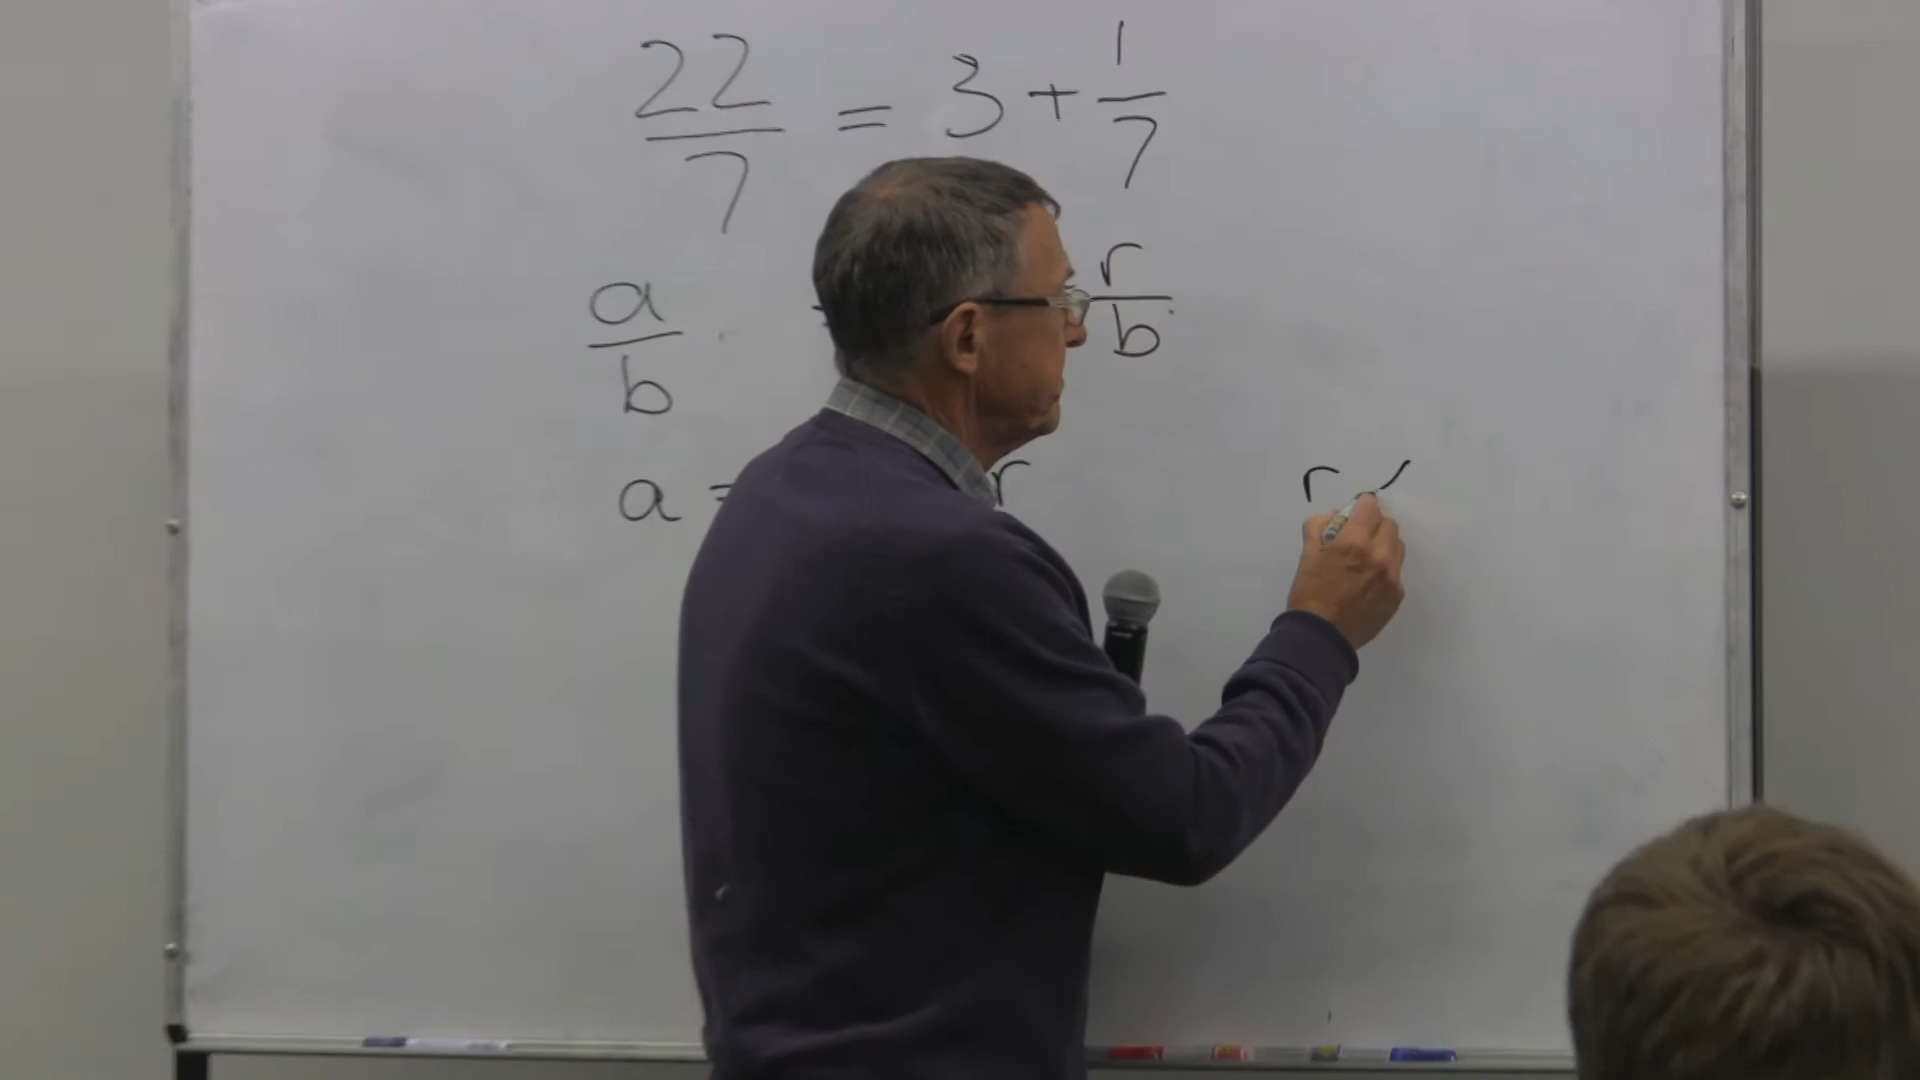 22/7 = 3 + 1/7
a/b r/b
a = r r